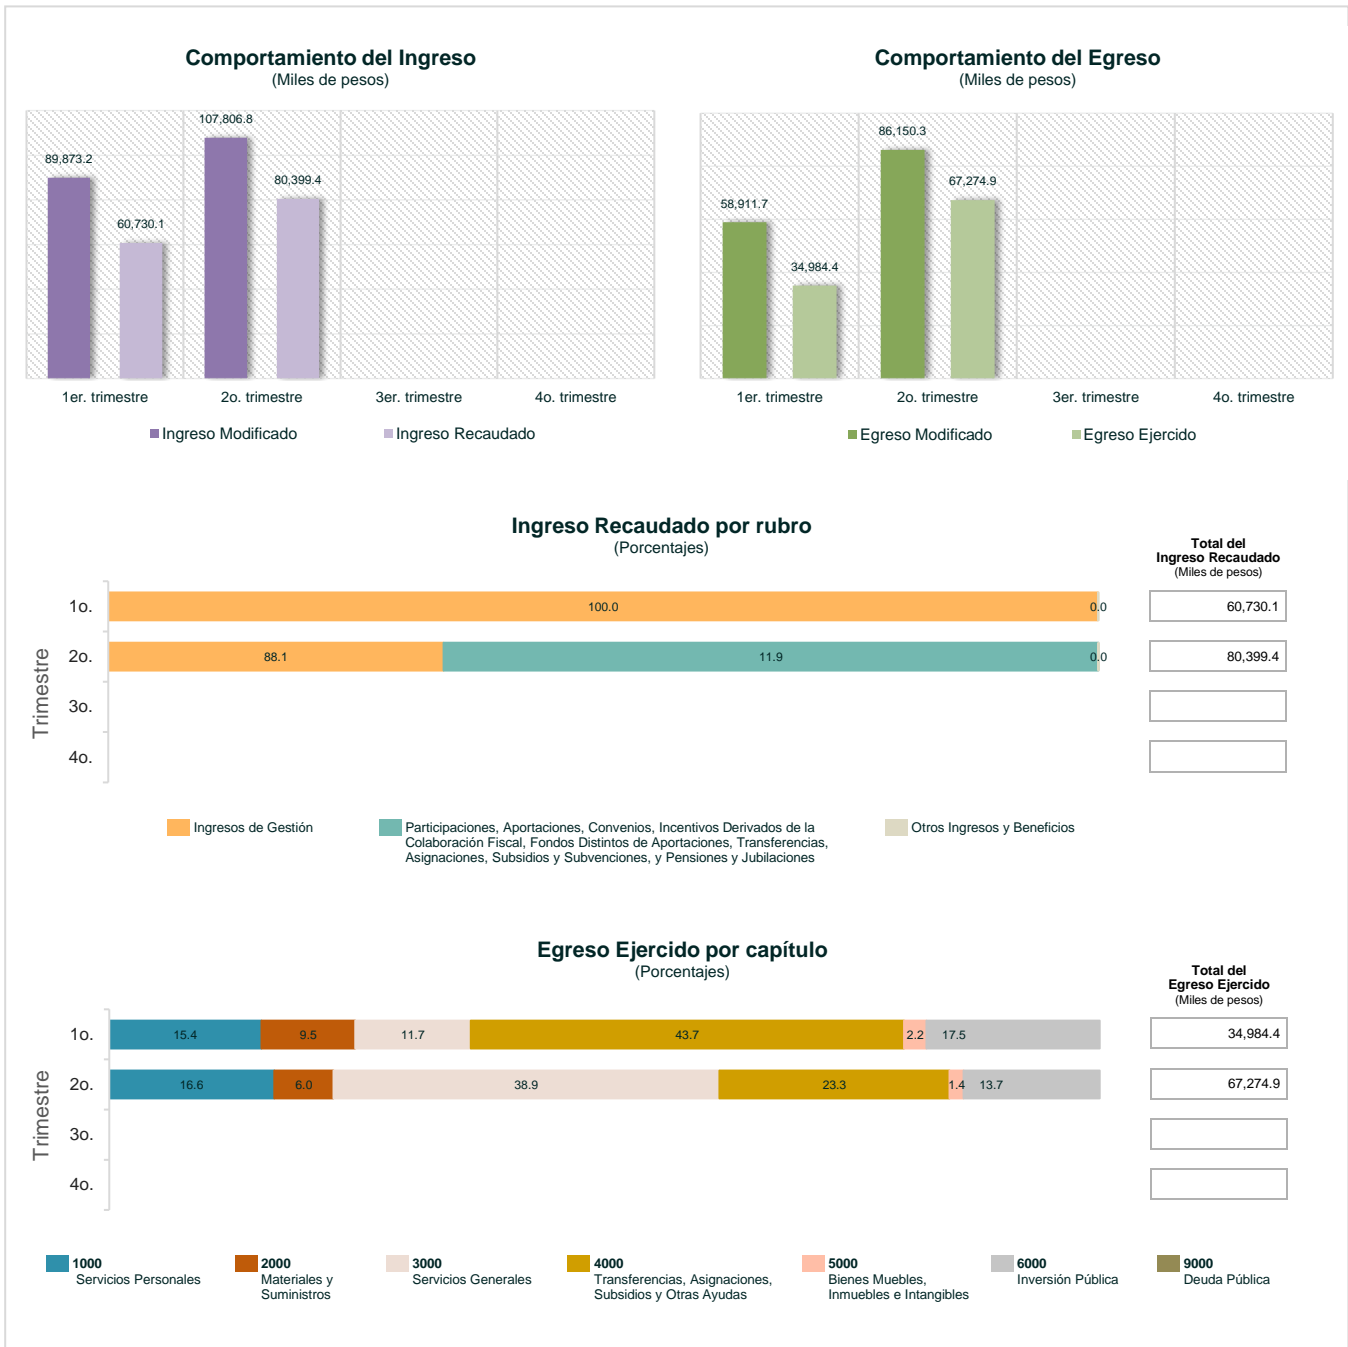 Comportamiento del Ingreso
(Miles de pesos)
107,806.8
89,873.2
80,399.4
60,730.1
1er. trimestre 2o. trimestre 3er. trimestre 4o. trimestre
Ingreso Modificado Ingreso Recaudado
Comportamiento del Egreso
(Miles de pesos)
86,150.3
67,274.9
58,911.7
34,984.4
1er. trimestre 2o. trimestre 3er. trimestre 4o. trimestre
Egreso Modificado Egreso Ejercido
Ingreso Recaudado por rubro
(Porcentajes)
Total del
Ingreso Recaudado
(Miles de pesos)
Trimestre
1o. 100.0 0.0 60,730.1
2o. 88.1 11.9 0.0 80,399.4
3o.
4o.
Ingresos de Gestión
Participaciones, Aportaciones, Convenios, Incentivos Derivados de la
Colaboración Fiscal, Fondos Distintos de Aportaciones, Transferencias,
Asignaciones, Subsidios y Subvenciones, y Pensiones y Jubilaciones
Otros Ingresos y Beneficios
Egreso Ejercido por capítulo
(Porcentajes)
Total del
Egreso Ejercido
(Miles de pesos)
Trimestre
1o. 15.4 9.5 11.7 43.7 2.2 17.5 34,984.4
2o. 16.6 6.0 38.9 23.3 1.4 13.7 67,274.9
3o.
4o.
1000
Servicios Personales
2000
Materiales y
Suministros
3000
Servicios Generales
4000
Transferencias, Asignaciones,
Subsidios y Otras Ayudas
5000
Bienes Muebles,
Inmuebles e Intangibles
6000
Inversión Pública
9000
Deuda Pública